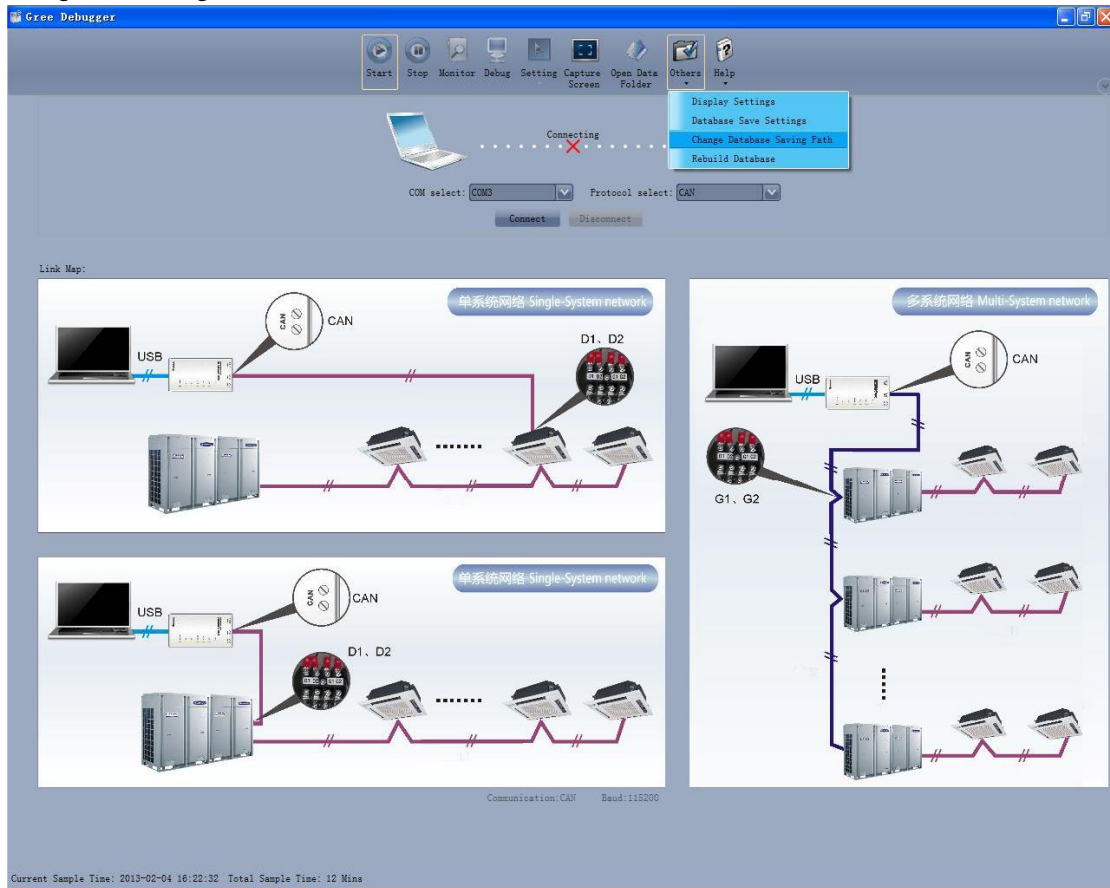 Gree Debugger
Start Stop Monitor Debug Setting Capture Screen Open Data Folder Others Help
Display Settings
Database Save Settings
Change Database Saving Path
Rebuild Database
Connecting
COM select: COM3 Protocol select: CAN
Connect Disconnect
Link Map:
单系统网络 Single-System network
CAN
CAN
D1、D2
USB
单系统网络 Single-System network
CAN
CAN
USB
D1、D2
多系统网络 Multi-System network
CAN
CAN
USB
G1、G2
Communication:CAN Baud:115200
Current Sample Time: 2013-02-04 16:22:32 Total Sample Time: 12 Mins